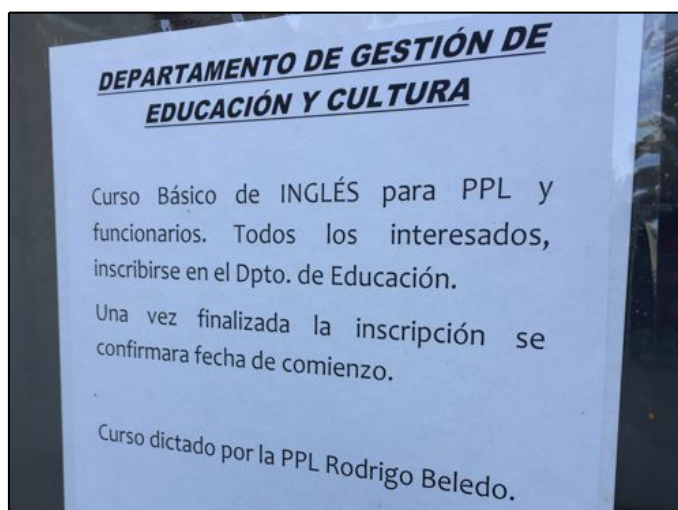 DEPARTAMENTO DE GESTIÓN DE
EDUCACIÓN Y CULTURA
Curso Básico de INGLÉS para PPL y
funcionarios. Todos los interesados,
inscribirse en el Dpto. de Educación.
Una vez finalizada la inscripción se
confirmara fecha de comienzo.
Curso dictado por la PPL Rodrigo Beledo.